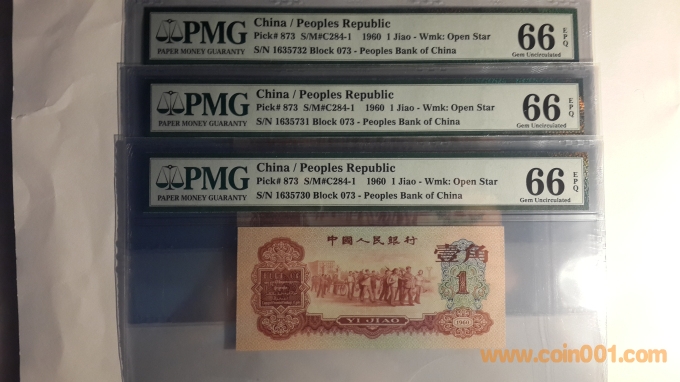 PMG
PAPER MONEY GUARANTY
China / Peoples Republic
Pick# 873 S/M#C284-1 1960 1 Jiao - Wmk: Open Star
S/N 1635732 Block 073 - Peoples Bank of China
66 EPQ
Gem Uncirculated
PMG
PAPER MONEY GUARANTY
China / Peoples Republic
Pick# 873 S/M#C284-1 1960 1 Jiao - Wmk: Open Star
S/N 1635731 Block 073 - Peoples Bank of China
66 EPQ
Gem Uncirculated
PMG
PAPER MONEY GUARANTY
China / Peoples Republic
Pick# 873 S/M#C284-1 1960 1 Jiao - Wmk: Open Star
S/N 1635730 Block 073 - Peoples Bank of China
66 EPQ
Gem Uncirculated
中國人民銀行
壹角
1
YI JIAO
1960
www.coin001.com